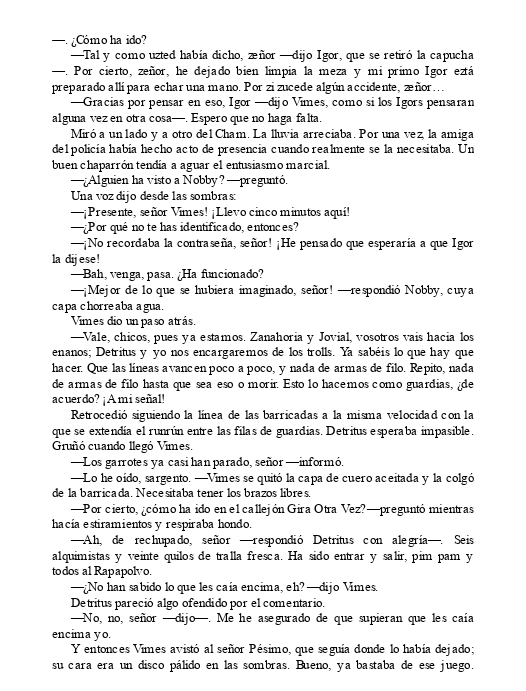 —. ¿Cómo ha ido?
—Tal y como uzted había dicho, zeñor —dijo Igor, que se retiró la capucha
—. Por cierto, zeñor, he dejado bien limpia la meza y mi primo Igor eztá
preparado allí para echar una mano. Por zi zucede algún accidente, zeñor…
—Gracias por pensar en eso, Igor —dijo Vimes, como si los Igors pensaran
alguna vez en otra cosa—. Espero que no haga falta.
Miró a un lado y a otro del Cham. La lluvia arreciaba. Por una vez, la amiga
del policía había hecho acto de presencia cuando realmente se la necesitaba. Un
buen chaparrón tendía a aguar el entusiasmo marcial.
—¿Alguien ha visto a Nobby? —preguntó.
Una voz dijo desde las sombras:
—¡Presente, señor Vimes! ¡Llevo cinco minutos aquí!
—¿Por qué no te has identificado, entonces?
—¡No recordaba la contraseña, señor! ¡He pensado que esperaría a que Igor
la dijese!
—Bah, venga, pasa. ¿Ha funcionado?
—¡Mejor de lo que se hubiera imaginado, señor! —respondió Nobby, cuya
capa chorreaba agua.
Vimes dio un paso atrás.
—Vale, chicos, pues ya estamos. Zanahoria y Jovial, vosotros vais hacia los
enanos; Detritus y yo nos encargaremos de los trolls. Ya sabéis lo que hay que
hacer. Que las líneas avancen poco a poco, y nada de armas de filo. Repito, nada
de armas de filo hasta que sea eso o morir. Esto lo hacemos como guardias, ¿de
acuerdo? ¡A mi señal!
Retrocedió siguiendo la línea de las barricadas a la misma velocidad con la
que se extendía el runrún entre las filas de guardias. Detritus esperaba impasible.
Gruñó cuando llegó Vimes.
—Los garrotes ya casi han parado, señor —informó.
—Lo he oído, sargento. —Vimes se quitó la capa de cuero aceitada y la colgó
de la barricada. Necesitaba tener los brazos libres.
—Por cierto, ¿cómo ha ido en el callejón Gira Otra Vez? —preguntó mientras
hacía estiramientos y respiraba hondo.
—Ah, de rechupado, señor —respondió Detritus con alegría—. Seis
alquimistas y veinte quilos de tralla fresca. Ha sido entrar y salir, pim pam y
todos al Rapapolvo.
—¿No han sabido lo que les caía encima, eh? —dijo Vimes.
Detritus pareció algo ofendido por el comentario.
—No, no, señor —dijo—. Me he asegurado de que supieran que les caía
encima yo.
Y entonces Vimes avistó al señor Pésimo, que seguía donde lo había dejado;
su cara era un disco pálido en las sombras. Bueno, ya bastaba de ese juego.